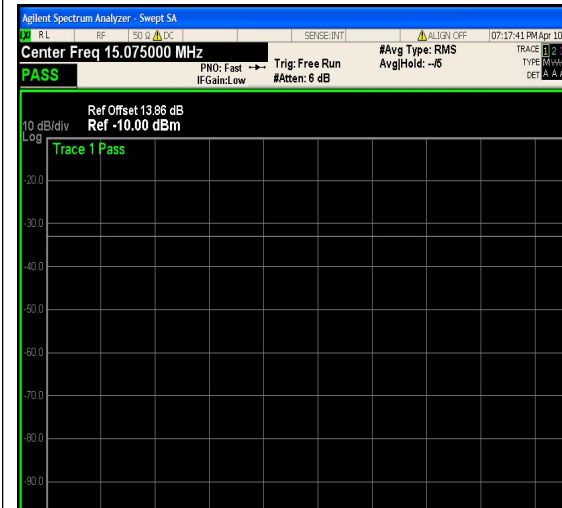 Agilent Spectrum Analyzer - Swept SA
RL RF 50 Ω DC SENSE:INT ALIGN OFF 07:17:41 PM Apr 10
Center Freq 15.075000 MHz
PASS
PNO: Fast
IFGain:Low
Trig: Free Run
#Atten: 6 dB
#Avg Type: RMS
Avg|Hold: --/5
TRACE 1 2 3
TYPE M
DET A A A
Ref Offset 13.86 dB
10 dB/div Ref -10.00 dBm
Log
Trace 1 Pass
-20.0
-30.0
-40.0
-50.0
-60.0
-70.0
-80.0
-90.0